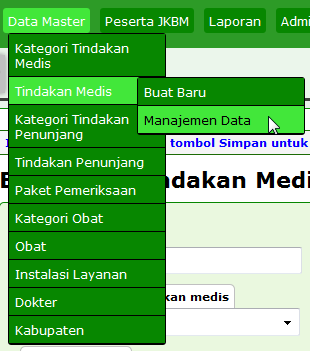 Data Master Peserta JKBM Laporan Admi
Kategori Tindakan
Medis
Tindakan Medis
Buat Baru
Manajemen Data
Kategori Tindakan
Penunjang
tombol Simpan untuk
Tindakan Penunjang
ndakan Medi
Paket Pemeriksaan
Kategori Obat
Obat
Instalasi Layanan
kan medis
Dokter
Kabupaten